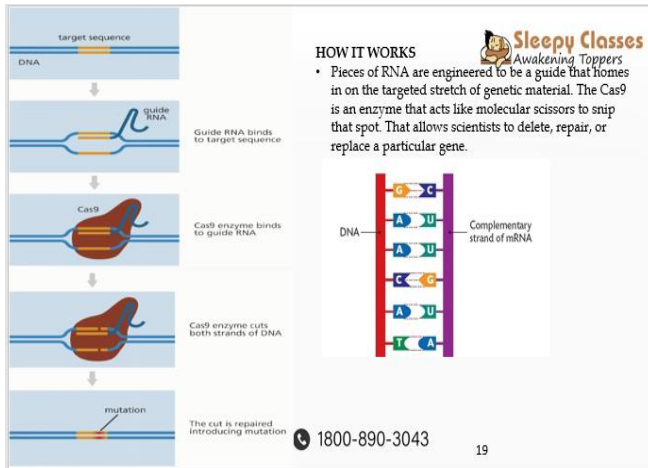 target sequence
DNA
guide
RNA
Guide RNA binds
to target sequence
Cas9
Cas9 enzyme binds
to guide RNA
Cas9 enzyme cuts
both strands of DNA
mutation
The cut is repaired
introducing mutation
Sleepy Classes
Awakening Toppers
HOW IT WORKS
• Pieces of RNA are engineered to be a guide that homes
in on the targeted stretch of genetic material. The Cas9
is an enzyme that acts like molecular scissors to snip
that spot. That allows scientists to delete, repair, or
replace a particular gene.
G C
A U
DNA
Complementary
strand of mRNA
A U
C G
A U
T A
1800-890-3043
19